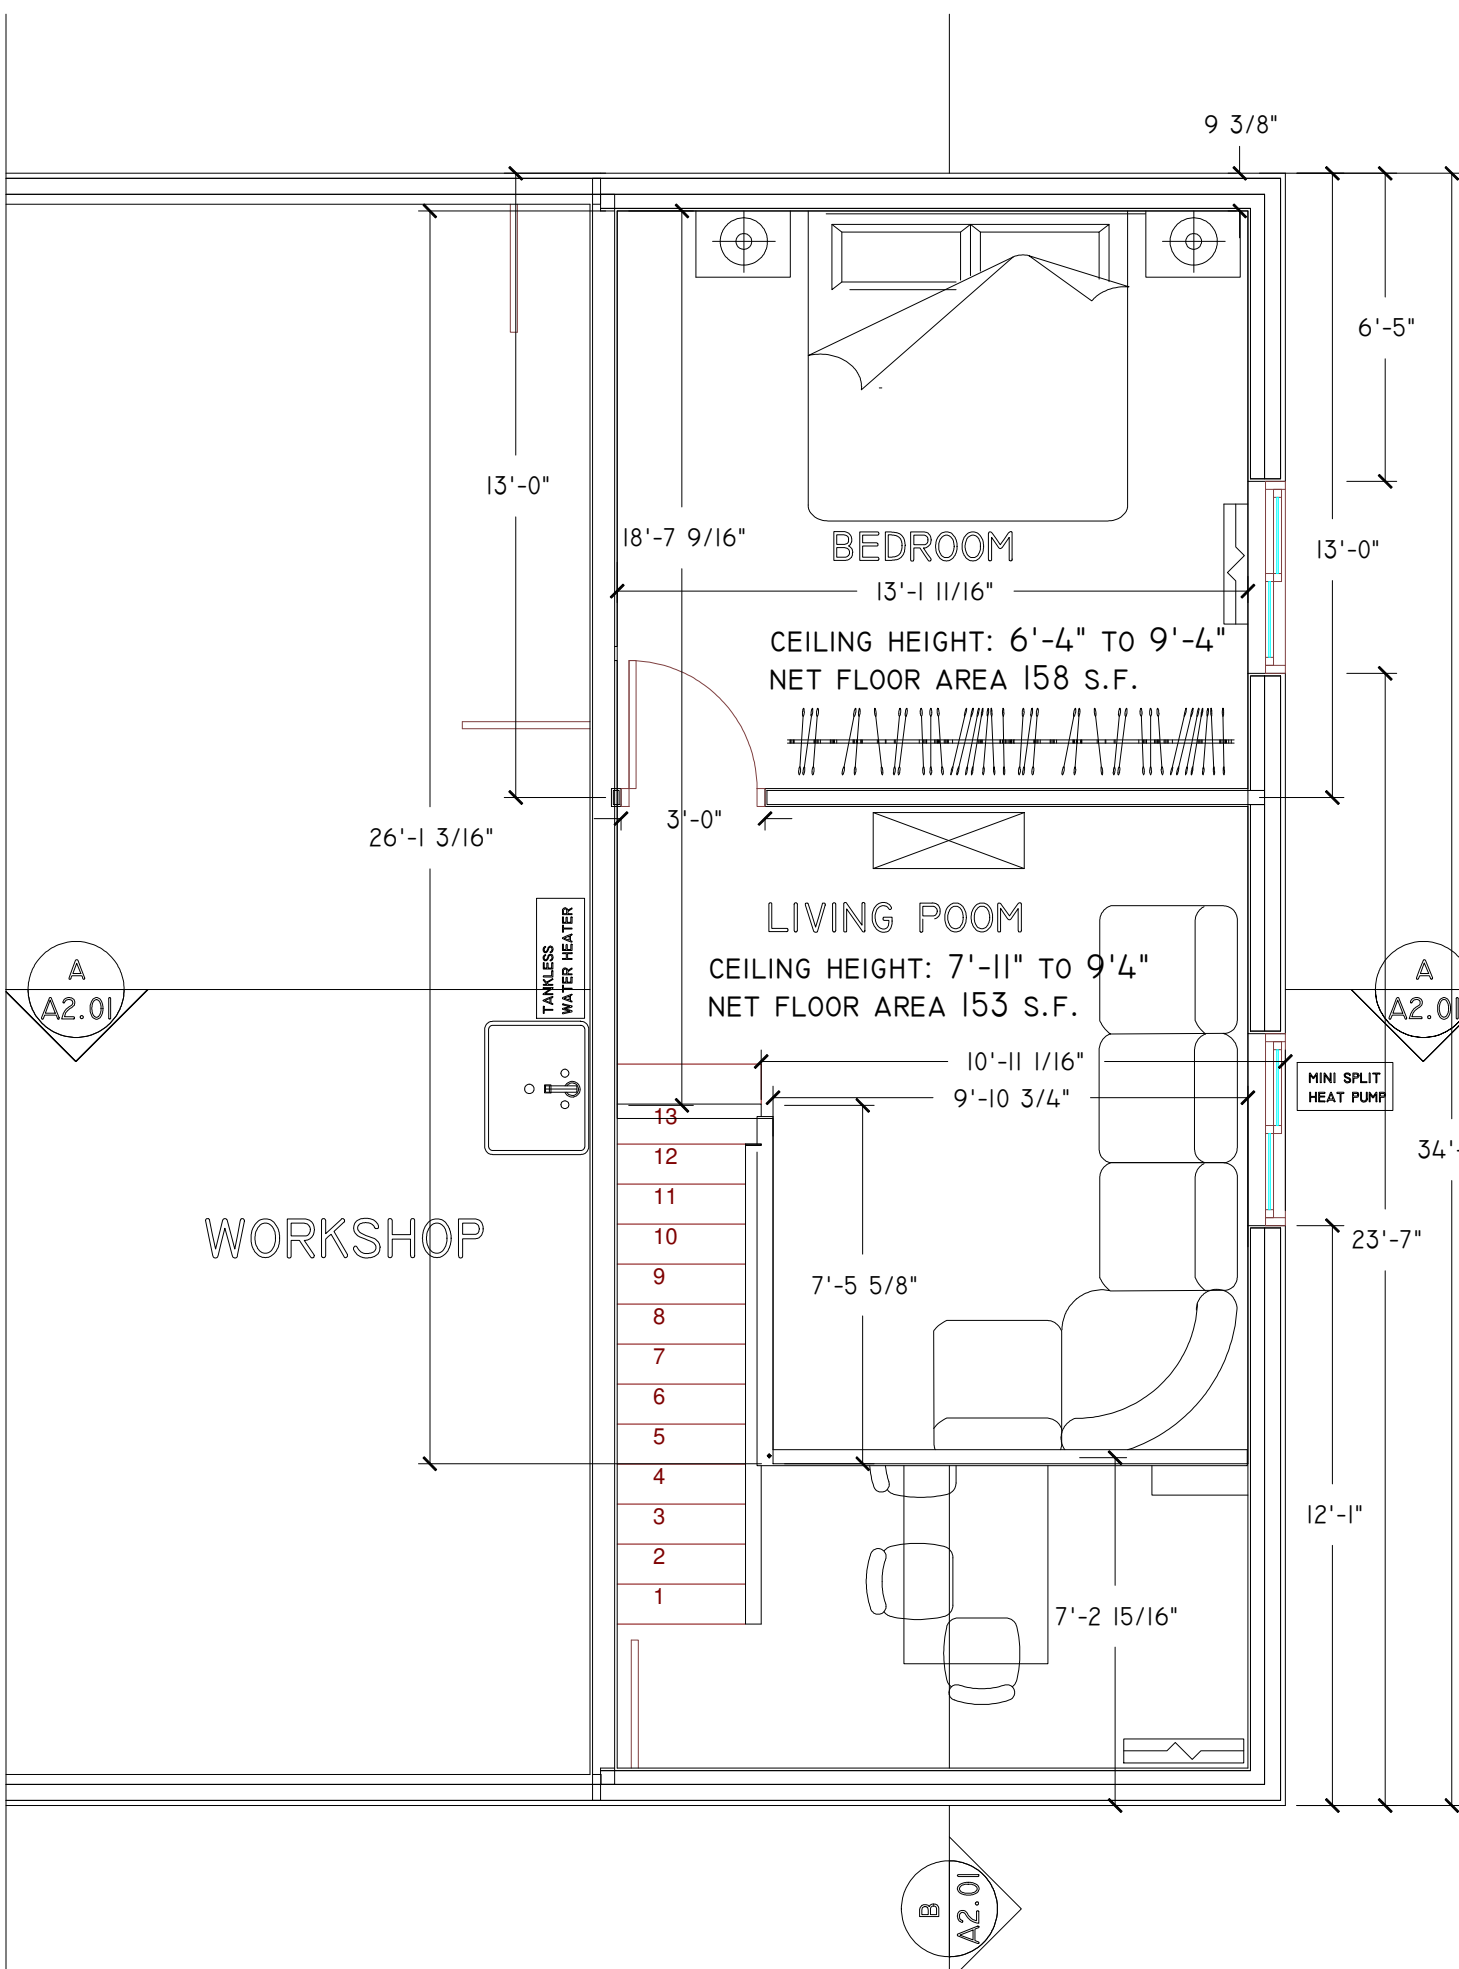 9 3/8"
6'-5"
13'-0"
18'-7 9/16"
BEDROOM
13'-0"
13'-1 11/16"
CEILING HEIGHT: 6'-4" TO 9'-4"
NET FLOOR AREA 158 S.F.
3'-0"
26'-1 3/16"
LIVING POOM
CEILING HEIGHT: 7'-11" TO 9'4"
NET FLOOR AREA 153 S.F.
TANKLESS
WATER HEATER
A
A2.01
A
A2.01
10'-11 1/16"
9'-10 3/4"
MINI SPLIT
HEAT PUMP
13
12
11
10
9
8
7
6
5
4
3
2
1
WORKSHOP
34'-
23'-7"
7'-5 5/8"
12'-1"
7'-2 15/16"
B
A2.01